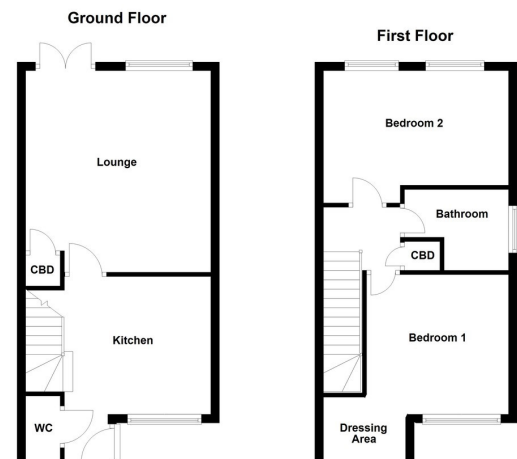 Ground Floor
Lounge
CBD
Kitchen
WC
First Floor
Bedroom 2
Bathroom
CBD
Bedroom 1
Dressing
Area